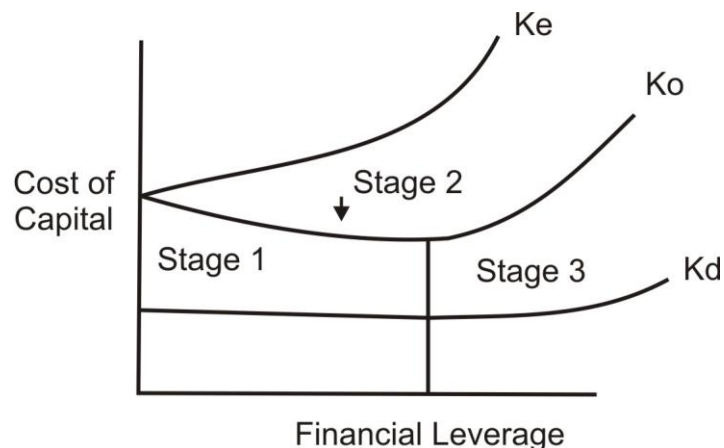 Ke
Ko
Cost of
Capital
Stage 2
Stage 1
Stage 3
Kd
Financial Leverage